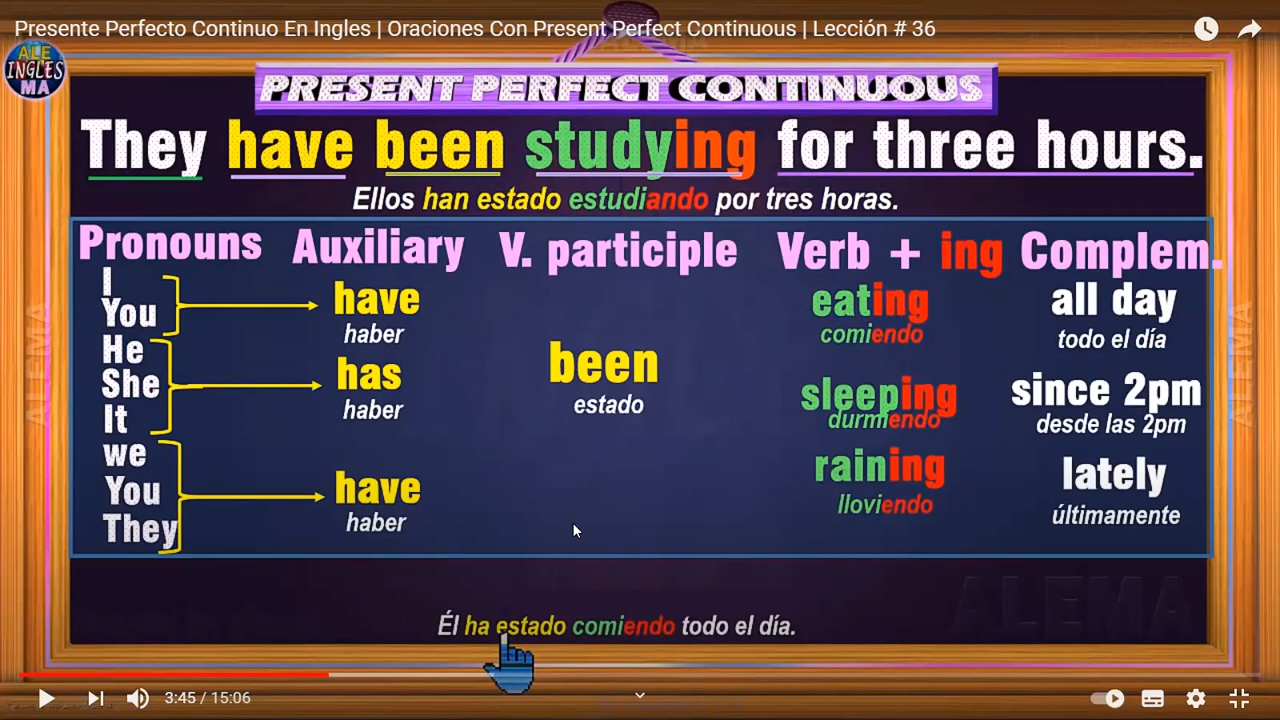 Presente Perfecto Continuo En Ingles | Oraciones Con Present Perfect Continuous | Lección # 36
ALE
INGLES
MA
PRESENT PERFECT CONTINUOUS
They have been studying for three hours.
Ellos han estado estudiando por tres horas.
Pronouns Auxiliary V. participle Verb + ing Complem.
I
You
have
haber
eating
comiendo
all day
todo el día
He
She
It
has
haber
been
estado
sleeping
durmiendo
since 2pm
desde las 2pm
we
You
They
have
haber
raining
lloviendo
lately
últimamente
ALEMA
ALEMA
ALEMA
Él ha estado comiendo todo el día.
3:45 / 15:06